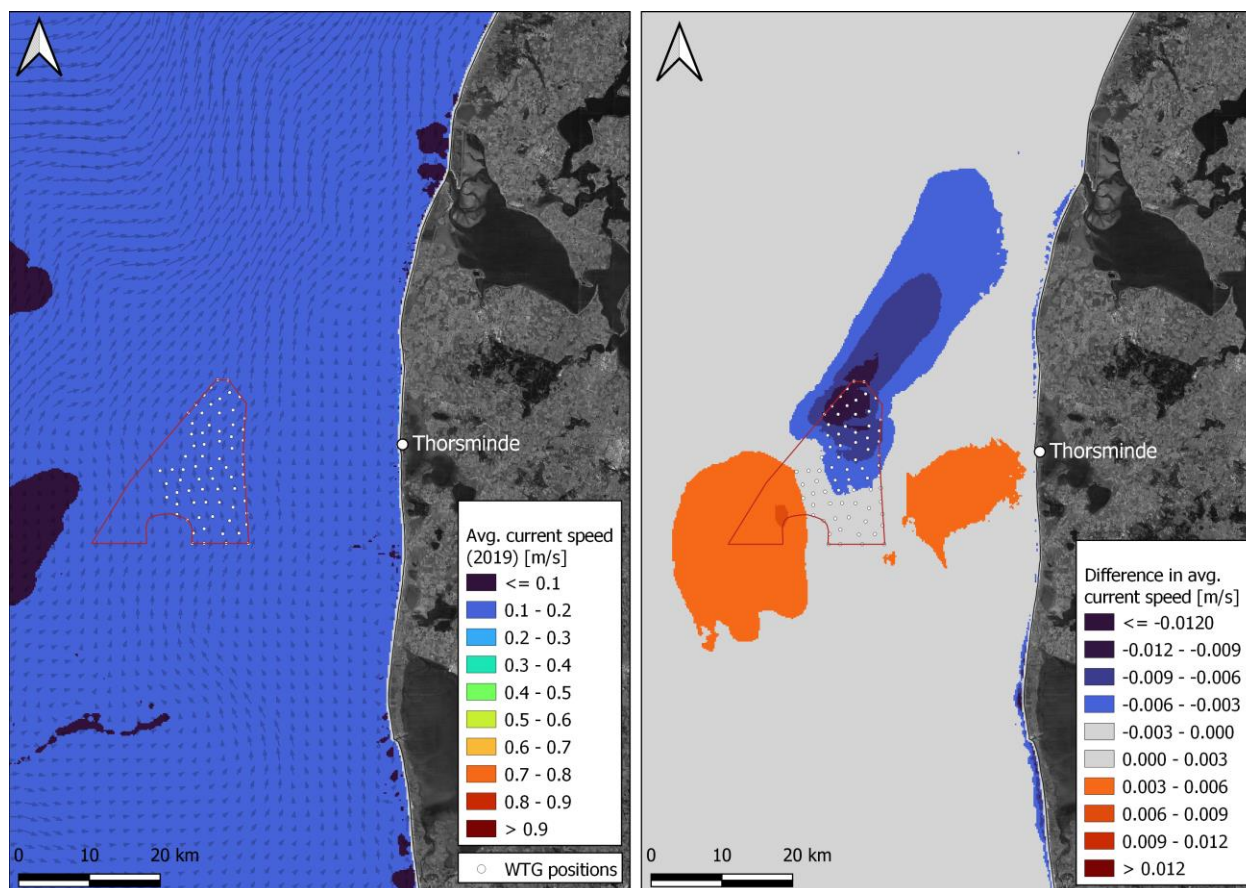 Thorsminde
Avg. current speed
(2019) [m/s]
<= 0.1
0.1 - 0.2
0.2 - 0.3
0.3 - 0.4
0.4 - 0.5
0.5 - 0.6
0.6 - 0.7
0.7 - 0.8
0.8 - 0.9
> 0.9
WTG positions
0 10 20 km
Thorsminde
Difference in avg.
current speed [m/s]
<= -0.0120
-0.012 - -0.009
-0.009 - -0.006
-0.006 - -0.003
-0.003 - 0.000
0.000 - 0.003
0.003 - 0.006
0.006 - 0.009
0.009 - 0.012
> 0.012
0 10 20 km